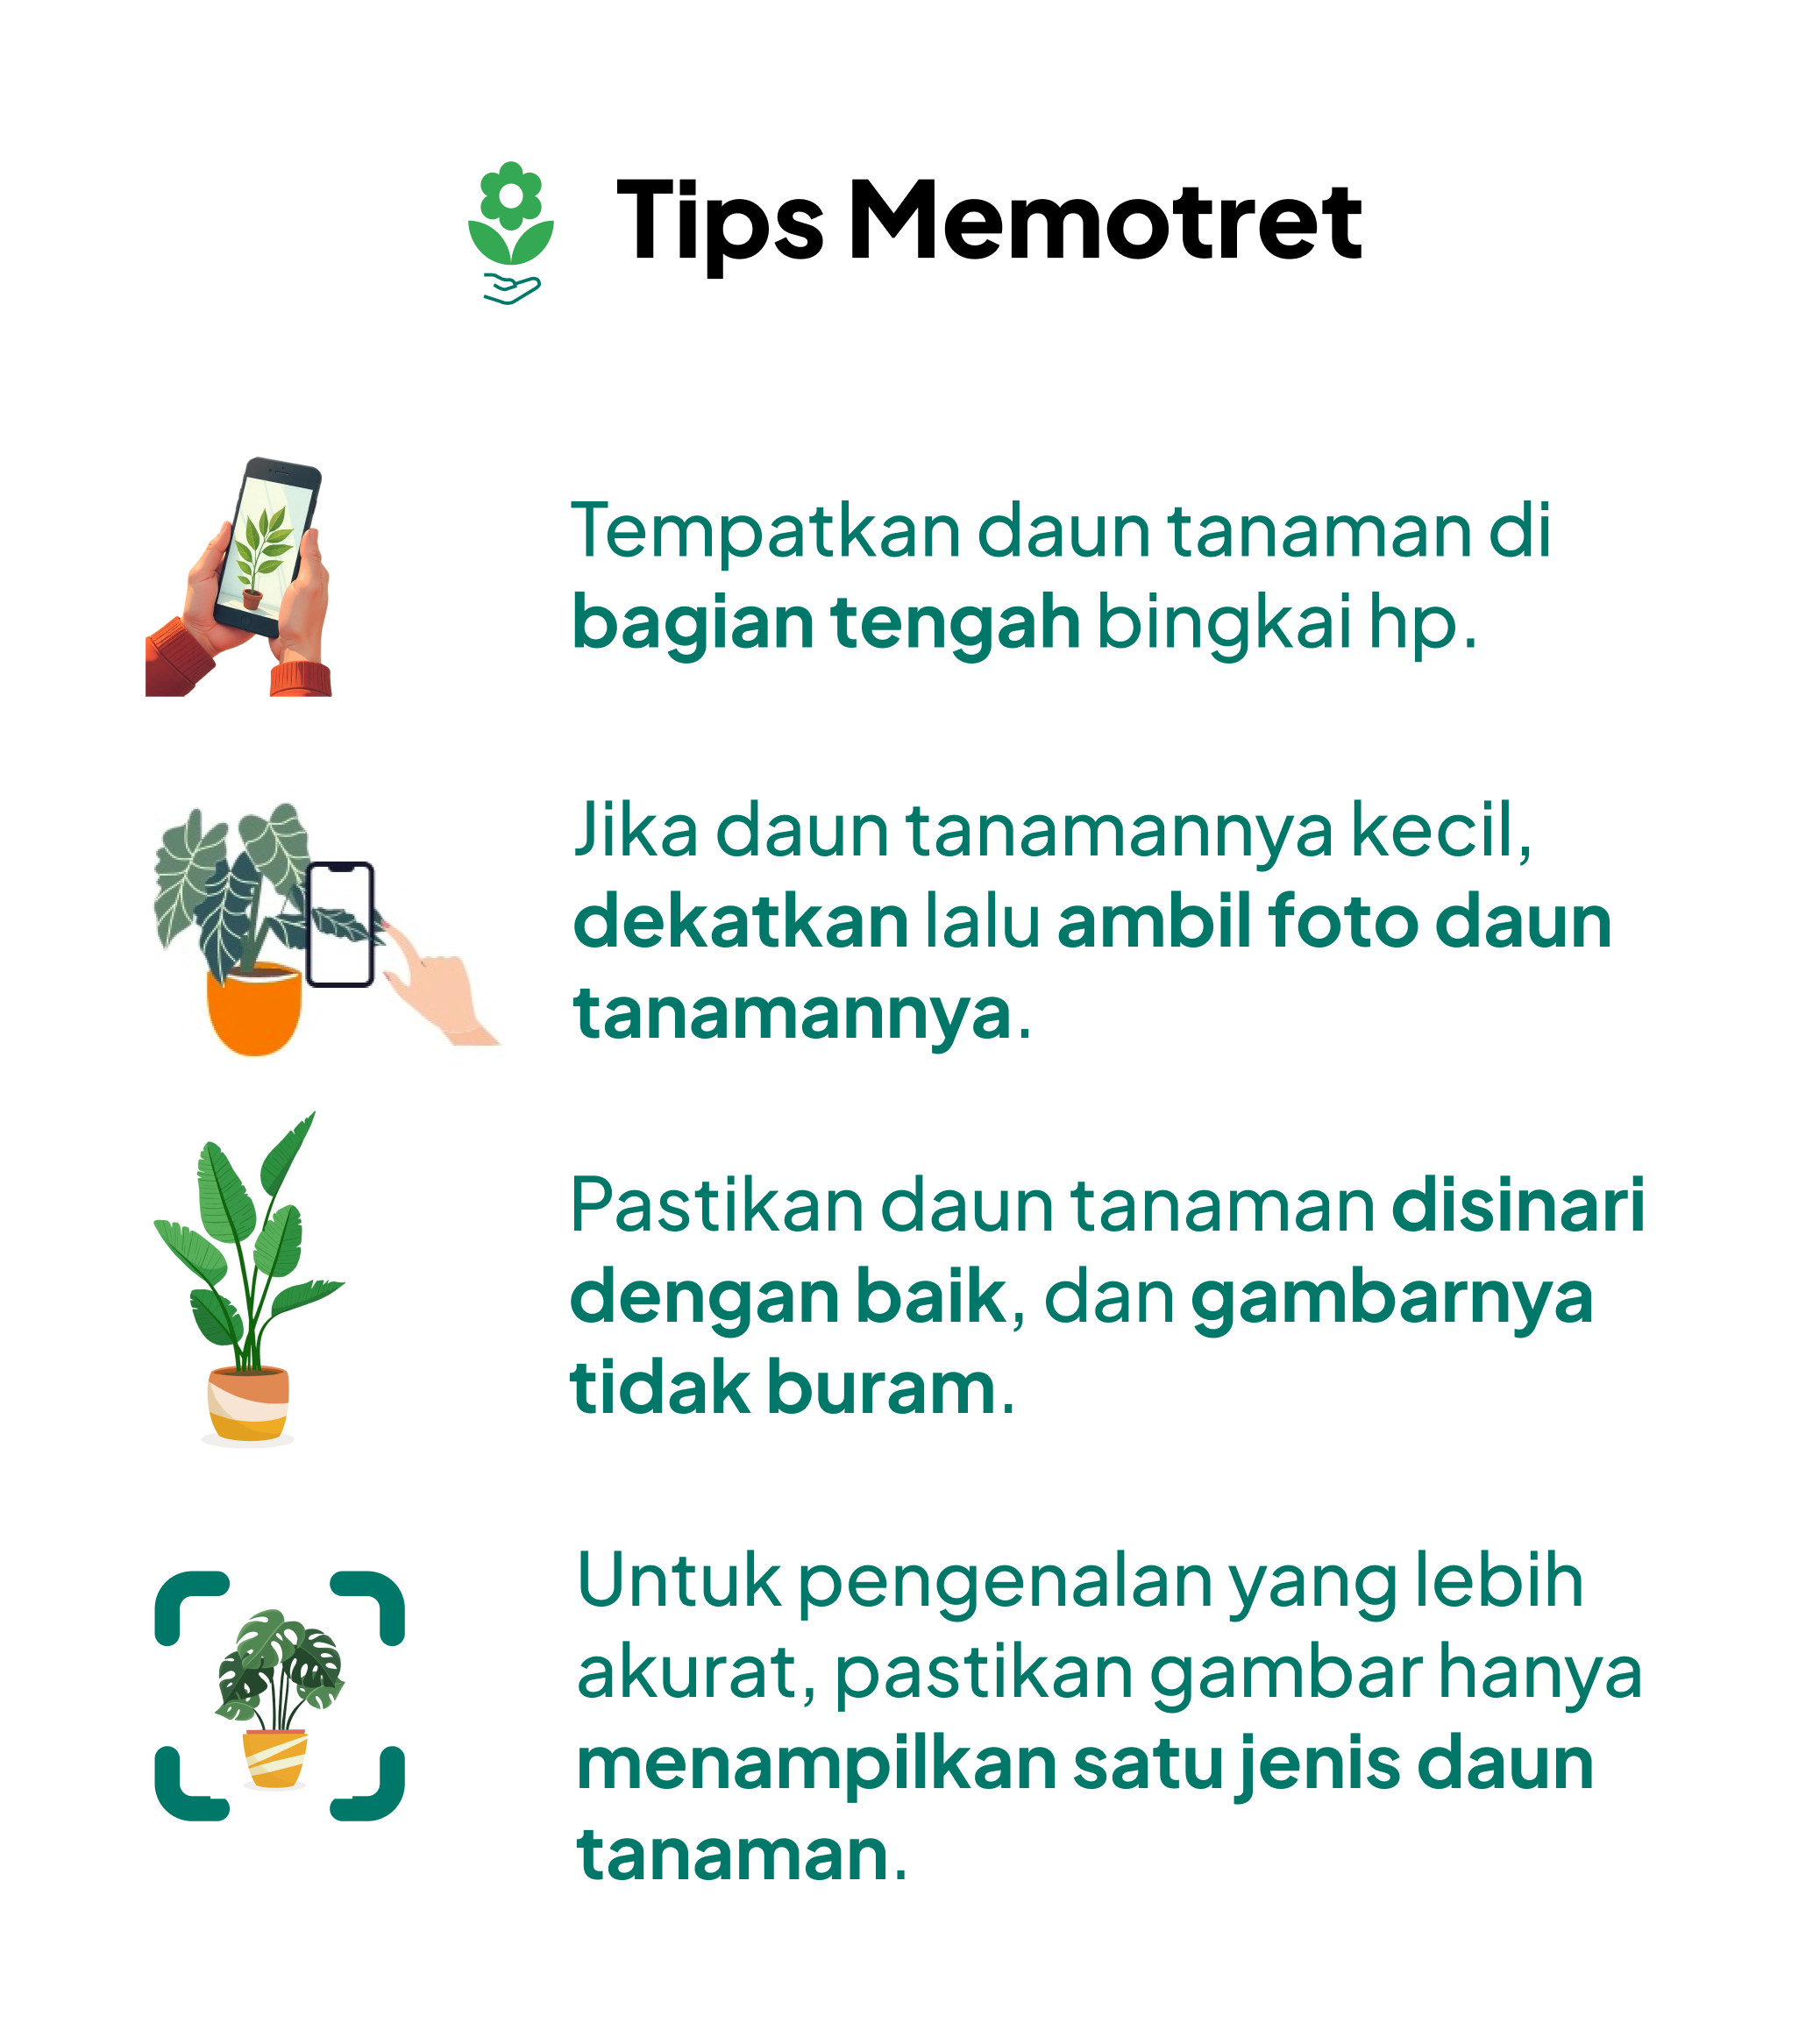 Tips Memotret
Tempatkan daun tanaman di
bagian tengah bingkai hp.
Jika daun tanamannya kecil,
dekatkan lalu ambil foto daun
tanamannya.
Pastikan daun tanaman disinari
dengan baik, dan gambarnya
tidak buram.
Untuk pengenalan yang lebih
akurat, pastikan gambar hanya
menampilkan satu jenis daun
tanaman.